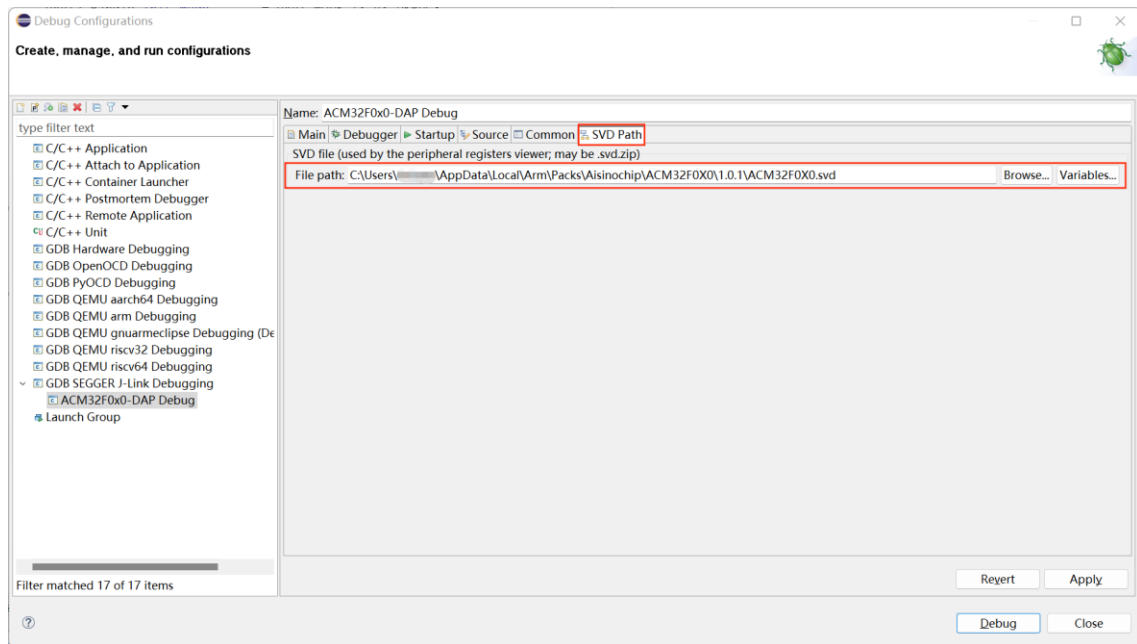 Debug Configurations
Create, manage, and run configurations
type filter text
C/C++ Application
C/C++ Attach to Application
C/C++ Container Launcher
C/C++ Postmortem Debugger
C/C++ Remote Application
C/C++ Unit
GDB Hardware Debugging
GDB OpenOCD Debugging
GDB PyOCD Debugging
GDB QEMU aarch64 Debugging
GDB QEMU arm Debugging
GDB QEMU gnuarmeclipse Debugging (De
GDB QEMU riscv32 Debugging
GDB QEMU riscv64 Debugging
GDB SEGGER J-Link Debugging
ACM32F0x0-DAP Debug
Launch Group
Filter matched 17 of 17 items
Name: ACM32F0x0-DAP Debug
Main Debugger Startup Source Common SVD Path
SVD file (used by the peripheral registers viewer; may be .svd.zip)
File path: C:\Users\ \AppData\Local\Arm\Packs\Aisinochip\ACM32F0X0\1.0.1\ACM32F0X0.svd Browse... Variables...
Revert Apply
Debug Close